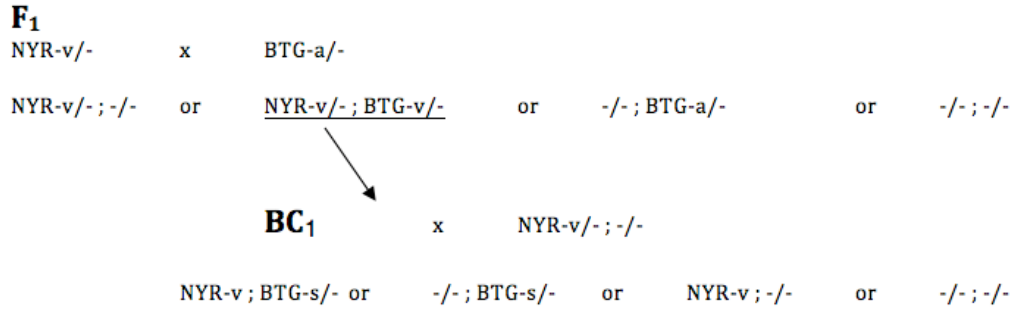 F₁
NYR-v/- x BTG-a/-
NYR-v/- ; -/- or NYR-v/- ; BTG-v/- or -/- ; BTG-a/- or -/- ; -/-
BC₁ x NYR-v/- ; -/-
NYR-v ; BTG-s/- or -/- ; BTG-s/- or NYR-v ; -/- or -/- ; -/-